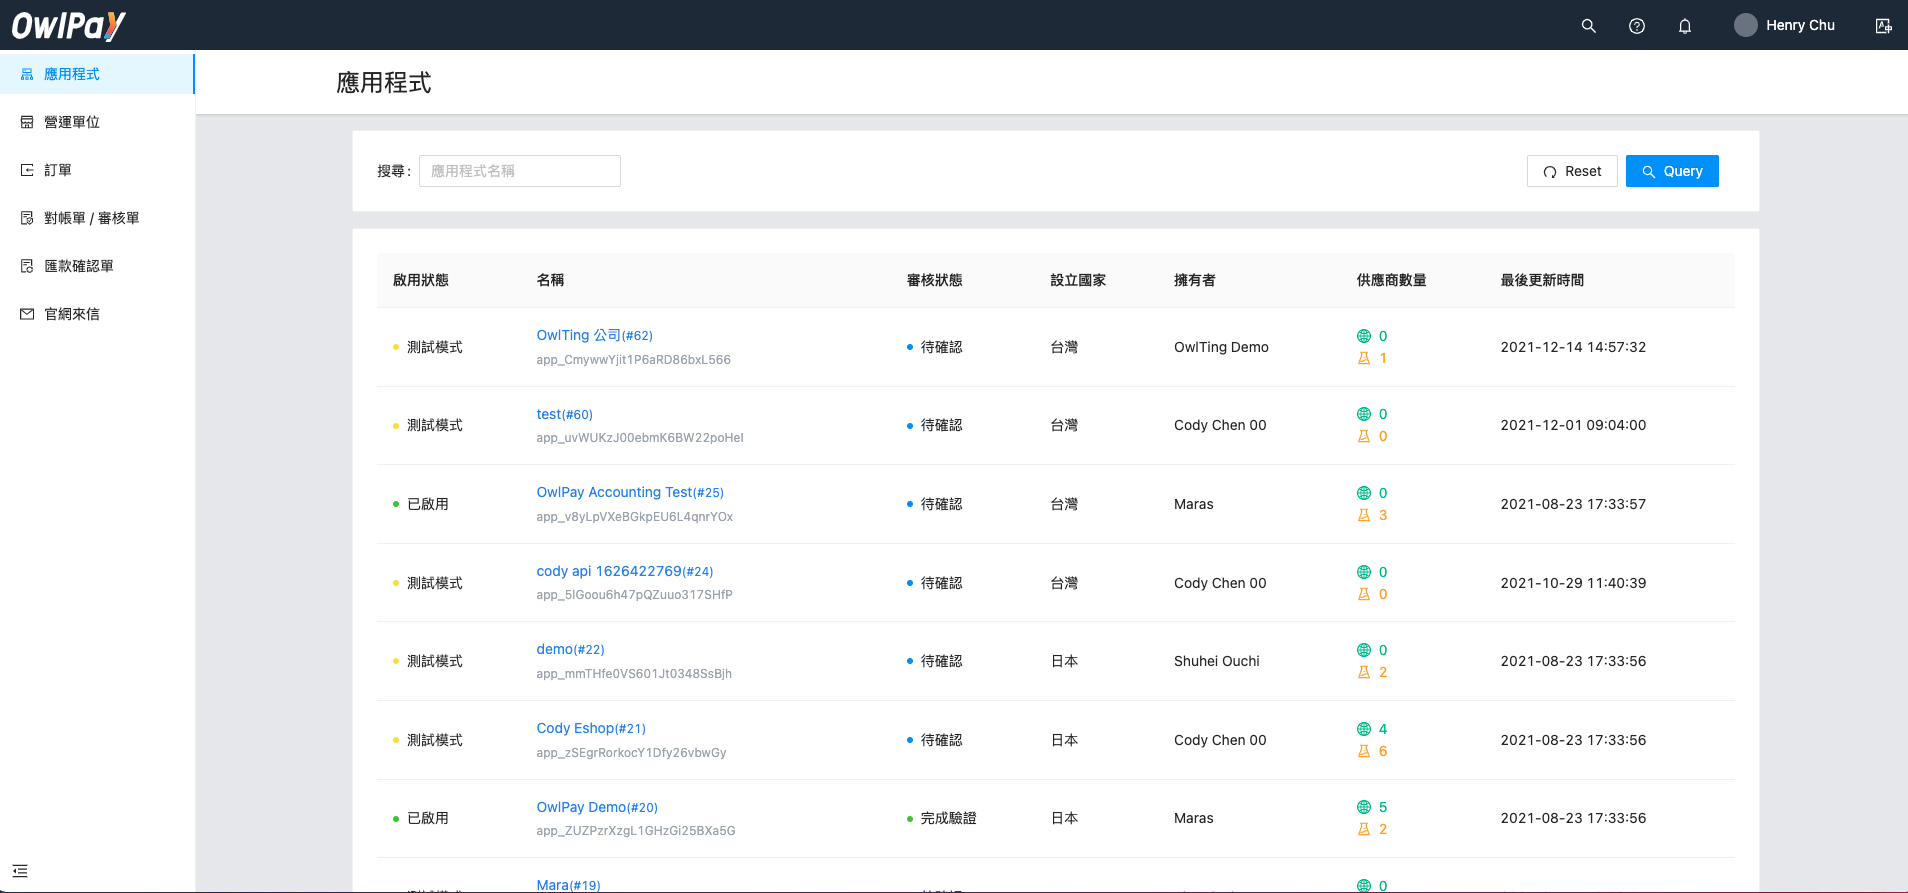 OwlPay
Henry Chu
應用程式
營運單位
訂單
對帳單 / 審核單
匯款確認單
官網來信
應用程式
搜尋 : 應用程式名稱 Reset Query
啟用狀態 名稱 審核狀態 設立國家 擁有者 供應商數量 最後更新時間
OwlTing 公司(#62) 0
測試模式 待確認 台灣 OwlTing Demo 2021-12-14 14:57:32
app_CmywwYjit1P6aRD86bxL566 1
test(#60) 0
測試模式 待確認 台灣 Cody Chen 00 2021-12-01 09:04:00
app_uvWUKzJ00ebmK6BW22poHeI 0
OwlPay Accounting Test(#25) 0
已啟用 待確認 台灣 Maras 2021-08-23 17:33:57
app_v8yLpVXeBGkpEU6L4qnrYOx 3
cody api 1626422769(#24) 0
測試模式 待確認 台灣 Cody Chen 00 2021-10-29 11:40:39
app_5IGoou6h47pQZuuo317SHfP 0
demo(#22) 0
測試模式 待確認 日本 Shuhei Ouchi 2021-08-23 17:33:56
app_mmTHfe0VS601Jt0348SsBjh 2
Cody Eshop(#21) 4
測試模式 待確認 日本 Cody Chen 00 2021-08-23 17:33:56
app_zSEgrRorkocY1Dfy26vbwGy 6
OwlPay Demo(#20) 5
已啟用 完成驗證 日本 Maras 2021-08-23 17:33:56
app_ZUZPzrXzgL1GHzGi25BXa5G 2
Mara(#19) 0